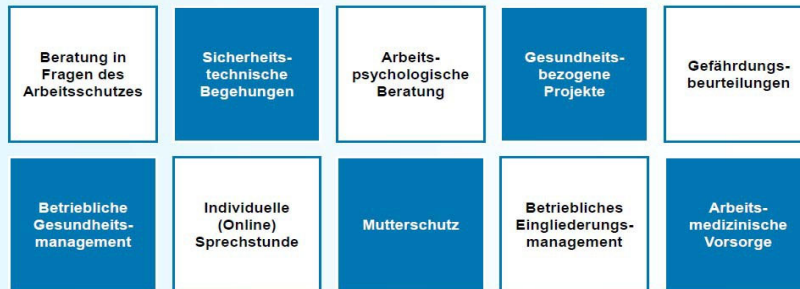 Beratung in
Fragen des
Arbeitsschutzes
Sicherheits-
technische
Begehungen
Arbeits-
psychologische
Beratung
Gesundheits-
bezogene
Projekte
Gefährdungs-
beurteilungen
Betriebliche
Gesundheits-
management
Individuelle
(Online)
Sprechstunde
Mutterschutz
Betriebliches
Eingliederungs-
management
Arbeits-
medizinische
Vorsorge